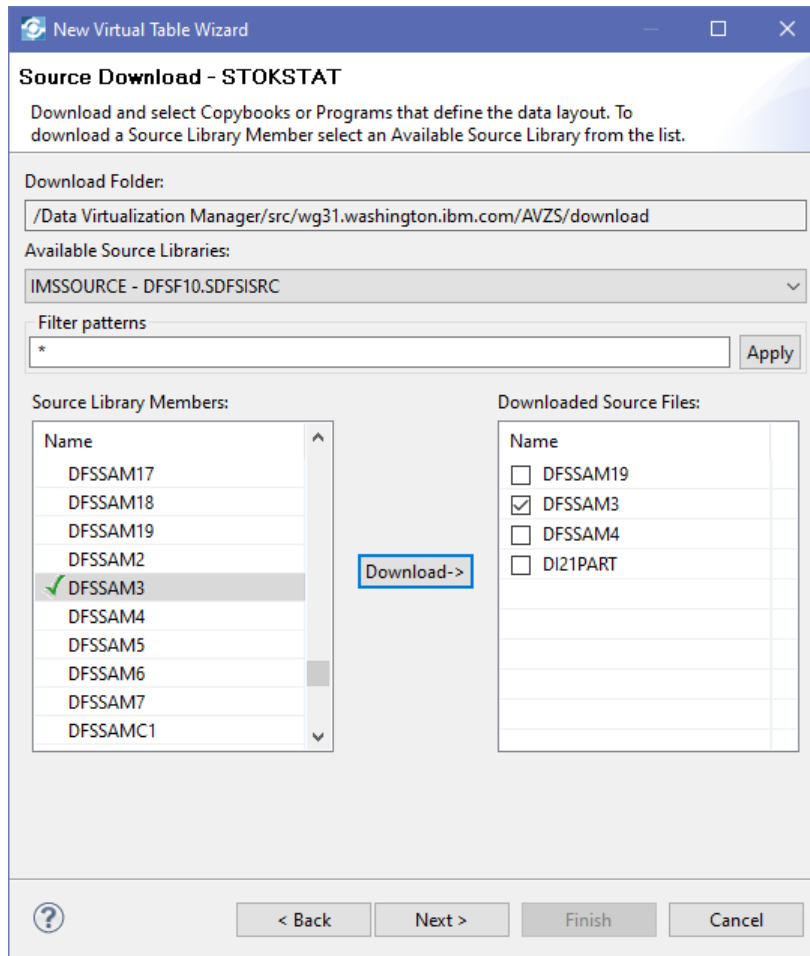 New Virtual Table Wizard
Source Download - STOKSTAT
Download and select Copybooks or Programs that define the data layout. To
download a Source Library Member select an Available Source Library from the list.
Download Folder:
/Data Virtualization Manager/src/wg31.washington.ibm.com/AVZS/download
Available Source Libraries:
IMSSOURCE - DFSF10.SDFSISRC
Filter patterns
*
Apply
Source Library Members:
Name
DFSSAM17
DFSSAM18
DFSSAM19
DFSSAM2
DFSSAM3
DFSSAM4
DFSSAM5
DFSSAM6
DFSSAM7
DFSSAMC1
Download->
Downloaded Source Files:
Name
DFSSAM19
DFSSAM3
DFSSAM4
DI21PART
?
< Back
Next >
Finish
Cancel